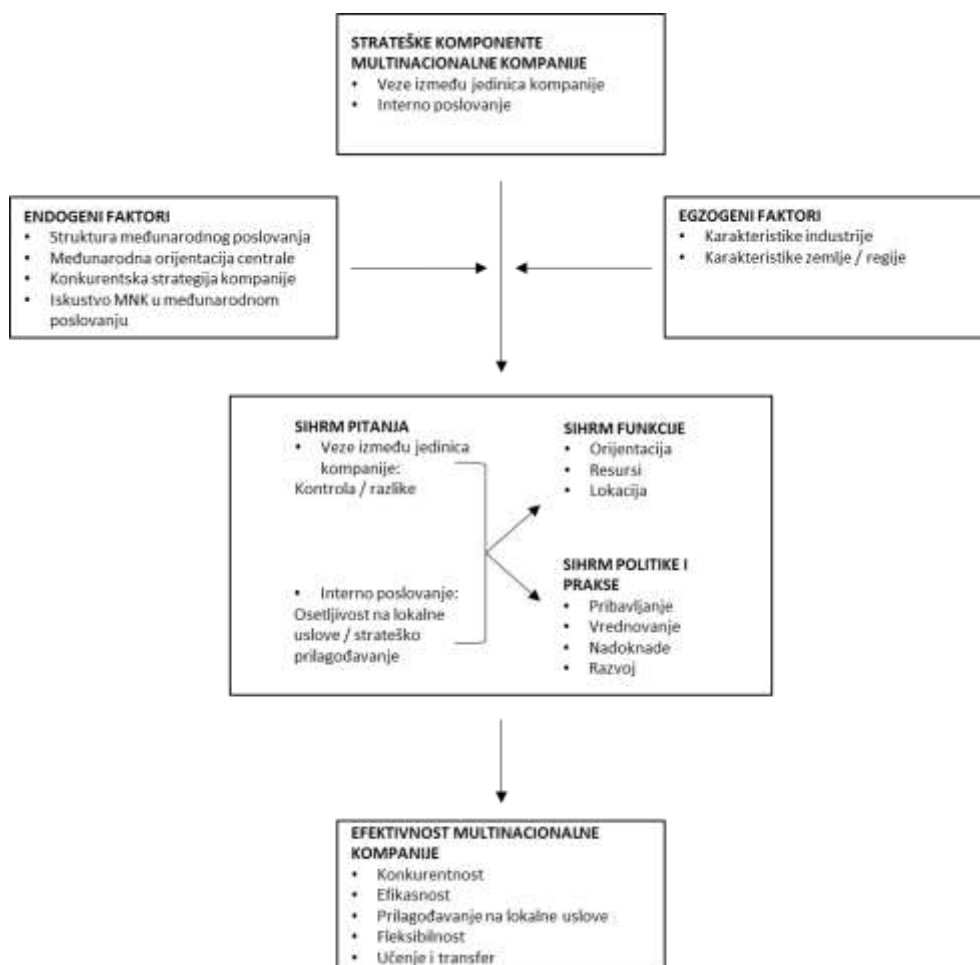 STRATEŠKE KOMPONENTE
MULTINACIONALNE KOMPANIJE
• Veze između jedinica kompanije
• Interno poslovanje
ENDOGENI FAKTORI
• Struktura međunarodnog poslovanja
• Međunarodna orijentacija centrale
• Konkurentska strategija kompanije
• Iskustvo MNK u međunarodnom
poslovanju
EGZOGENI FAKTORI
• Karakteristike industrije
• Karakteristike zemlje / regije
SIHRM PITANJA
• Veze između jedinica
kompanije:
Kontrola / razlike
• Interno poslovanje:
Osetljivost na lokalne
uslove / strateško
prilagođavanje
SIHRM FUNKCIJE
• Orijentacija
• Resursi
• Lokacija
SIHRM POLITIKE I
PRAKSE
• Pribavljanje
• Vrednovanje
• Nadoknade
• Razvoj
EFEKTIVNOST MULTINACIONALNE
KOMPANIJE
• Konkurentnost
• Efikasnost
• Prilagođavanje na lokalne uslove
• Fleksibilnost
• Učenje i transfer